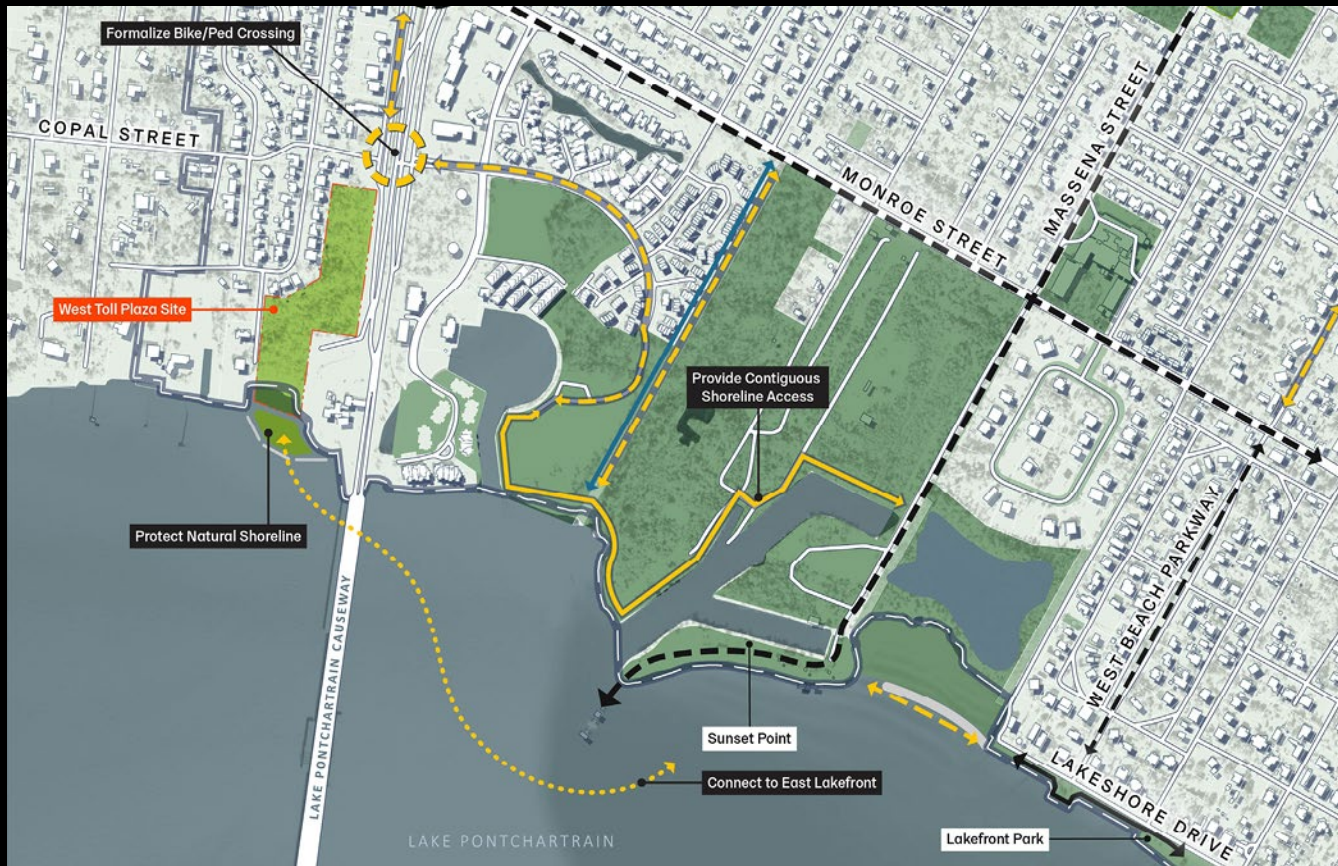 Formalize Bike/Ped Crossing
COPAL STREET
MASSENA STREET
MONROE STREET
West Toll Plaza Site
Provide Contiguous
Shoreline Access
Protect Natural Shoreline
WEST BEACH PARKWAY
LAKE PONTCHARTRAIN CAUSEWAY
Sunset Point
Connect to East Lakefront
LAKESHORE DRIVE
LAKE PONTCHARTRAIN
Lakefront Park